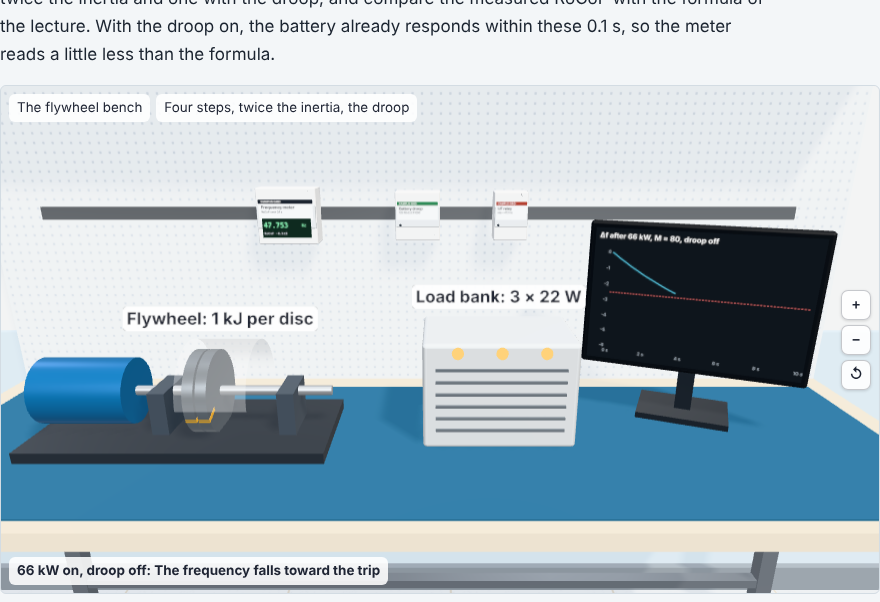 twice the inertia and one with the droop, and compare the measured RoCoF with the formula of
the lecture. With the droop on, the battery already responds within these 0.1 s, so the meter
reads a little less than the formula.
The flywheel bench
Four steps, twice the inertia, the droop
47.753
Hz
Δf after 66 kW, M = 80, droop off
Flywheel: 1 kJ per disc
Load bank: 3 × 22 W
+
−
66 kW on, droop off: The frequency falls toward the trip